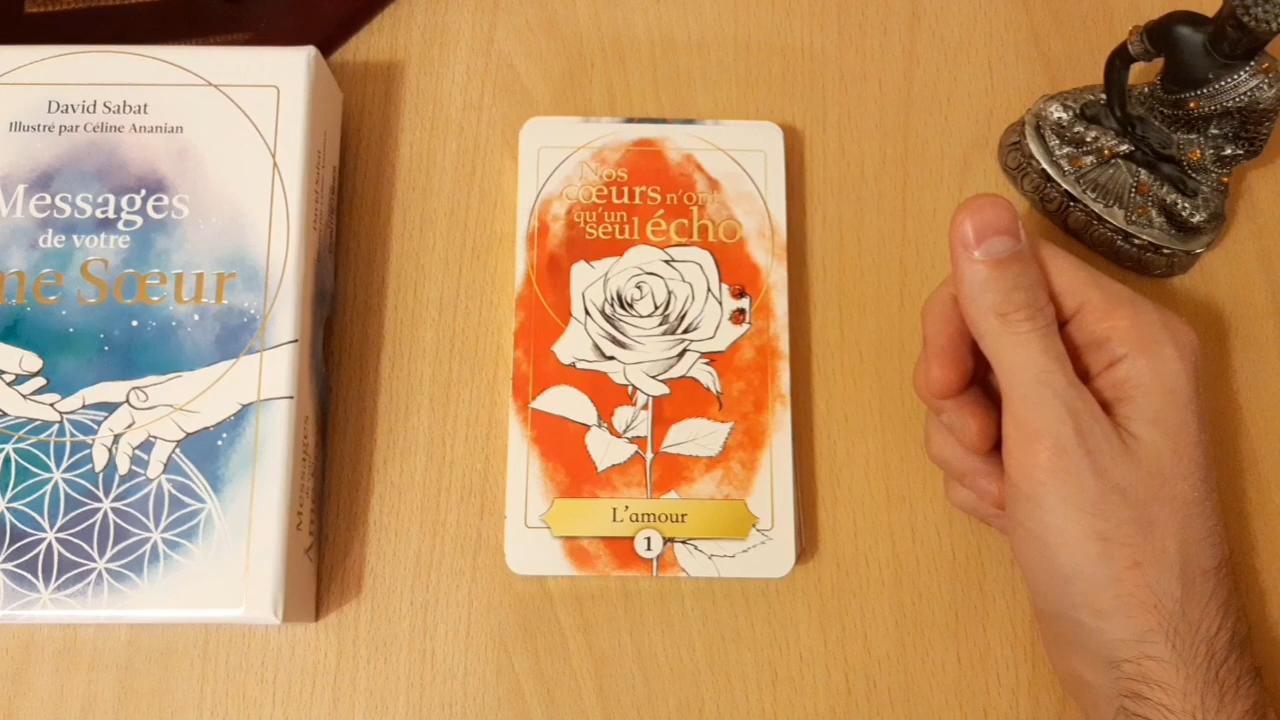 David Sabat
Illustré par Céline Ananian
Messages
de votre
me Sœur
Nos
cœurs n'ont
qu'un
seul écho
L'amour
1